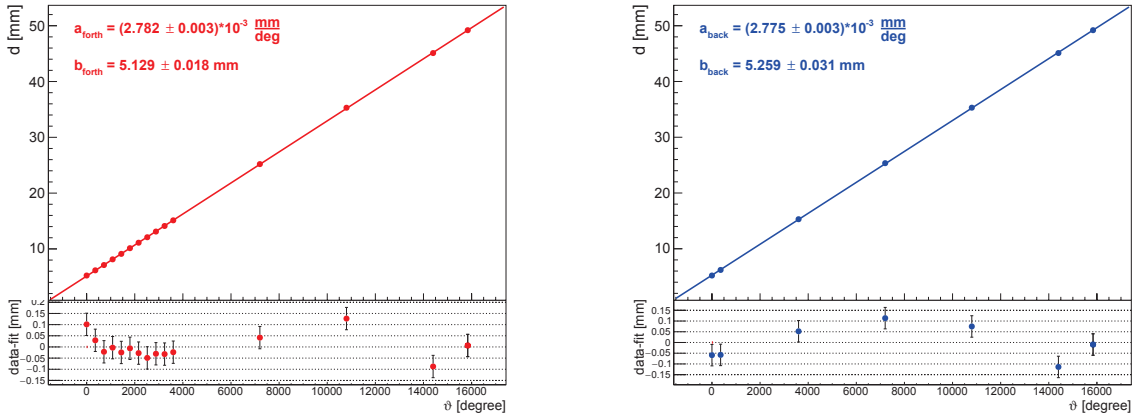 d [mm]
50
40
30
20
10
a_forth = (2.782 ± 0.003)*10⁻³ mm/deg
b_forth = 5.129 ± 0.018 mm
data-fit [mm]
0.2
0.15
0.1
0.05
0
−0.05
−0.1
−0.15
0 2000 4000 6000 8000 10000 12000 14000 16000
ϑ [degree]
d [mm]
50
40
30
20
10
a_back = (2.775 ± 0.003)*10⁻³ mm/deg
b_back = 5.259 ± 0.031 mm
data-fit [mm]
0.15
0.1
0.05
0
−0.05
−0.1
−0.15
0 2000 4000 6000 8000 10000 12000 14000 16000
ϑ [degree]